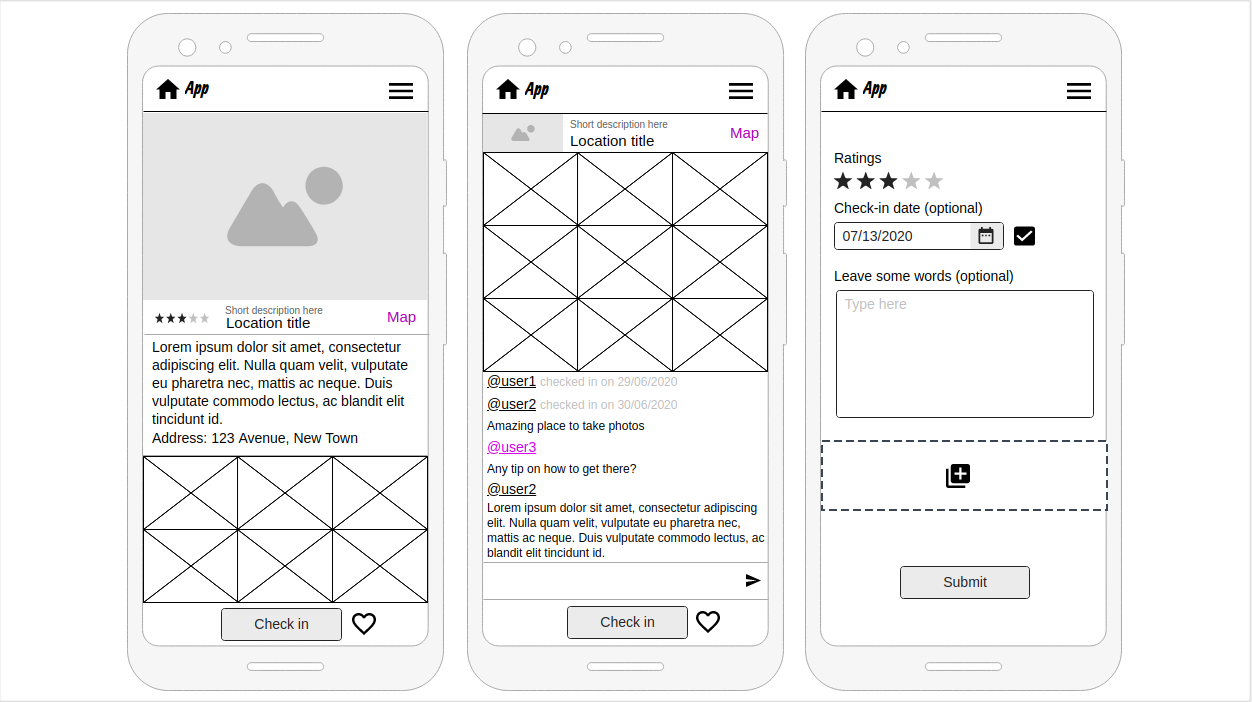 App
Short description here
Location title
Map
Lorem ipsum dolor sit amet, consectetur
adipiscing elit. Nulla quam velit, vulputate
eu pharetra nec, mattis ac neque. Duis
vulputate commodo lectus, ac blandit elit
tincidunt id.
Address: 123 Avenue, New Town
Check in
App
Short description here
Location title
Map
@user1 checked in on 29/06/2020
@user2 checked in on 30/06/2020
Amazing place to take photos
@user3
Any tip on how to get there?
@user2
Lorem ipsum dolor sit amet, consectetur adipiscing
elit. Nulla quam velit, vulputate eu pharetra nec,
mattis ac neque. Duis vulputate commodo lectus, ac
blandit elit tincidunt id.
Check in
App
Ratings
Check-in date (optional)
07/13/2020
Leave some words (optional)
Type here
Submit